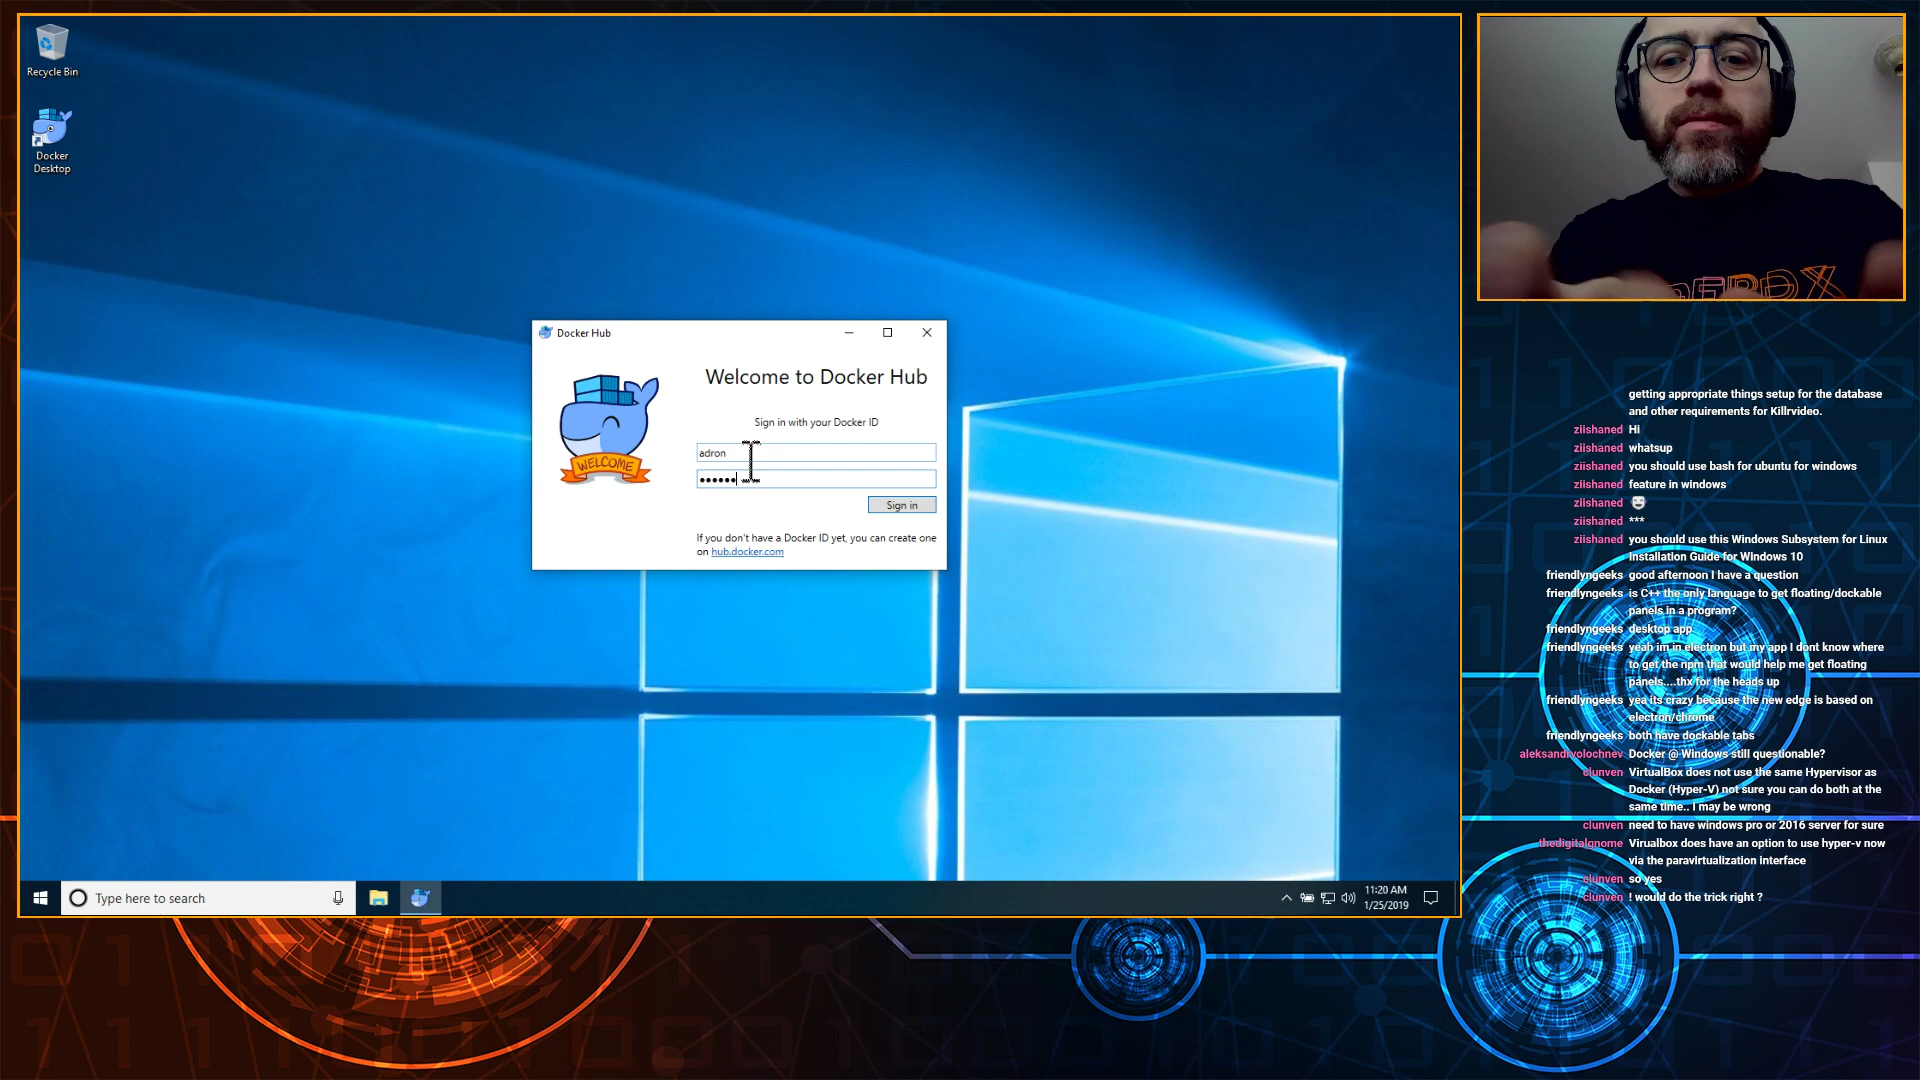 Recycle Bin
Docker
Desktop
Docker Hub
Welcome to Docker Hub
Sign in with your Docker ID
adron
WELCOME
Sign in
If you don't have a Docker ID yet, you can create one
on hub.docker.com
Type here to search
11:20 AM
1/25/2019
getting appropriate things setup for the database
and other requirements for Killrvideo.
ziishaned Hi
ziishaned whatsup
ziishaned you should use bash for ubuntu for windows
ziishaned feature in windows
ziishaned
ziishaned ***
ziishaned you should use this Windows Subsystem for Linux
Installation Guide for Windows 10
friendlyngeeks good afternoon I have a question
friendlyngeeks is C++ the only language to get floating/dockable
panels in a program?
friendlyngeeks desktop app
friendlyngeeks yeah im in electron but my app I dont know where
to get the npm that would help me get floating
panels....thx for the heads up
friendlyngeeks yea its crazy because the new edge is based on
electron/chrome
friendlyngeeks both have dockable tabs
aleksandrvolochnev Docker @ Windows still questionable?
clunven VirtualBox does not use the same Hypervisor as
Docker (Hyper-V) not sure you can do both at the
same time.. I may be wrong
clunven need to have windows pro or 2016 server for sure
thedigitalgnome Virualbox does have an option to use hyper-v now
via the paravirtualization interface
clunven so yes
clunven ! would do the trick right ?